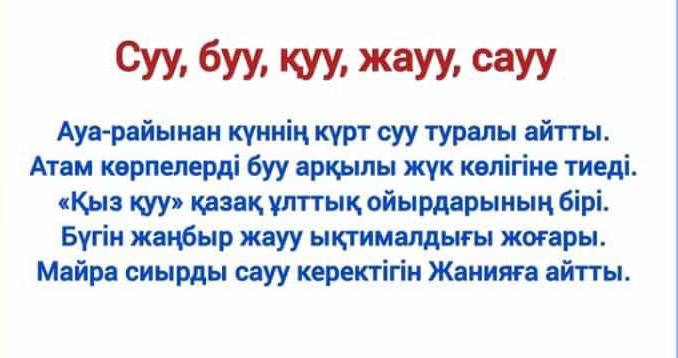 Суу, буу, қуу, жауу, сауу
Ауа-райынан күннің күрт суу туралы айтты.
Атам көрпелерді буу арқылы жүк көлігіне тиеді.
«Қыз қуу» қазақ ұлттық ойырдарының бірі.
Бүгін жаңбыр жауу ықтималдығы жоғары.
Майра сиырды сауу керектігін Жанияға айтты.